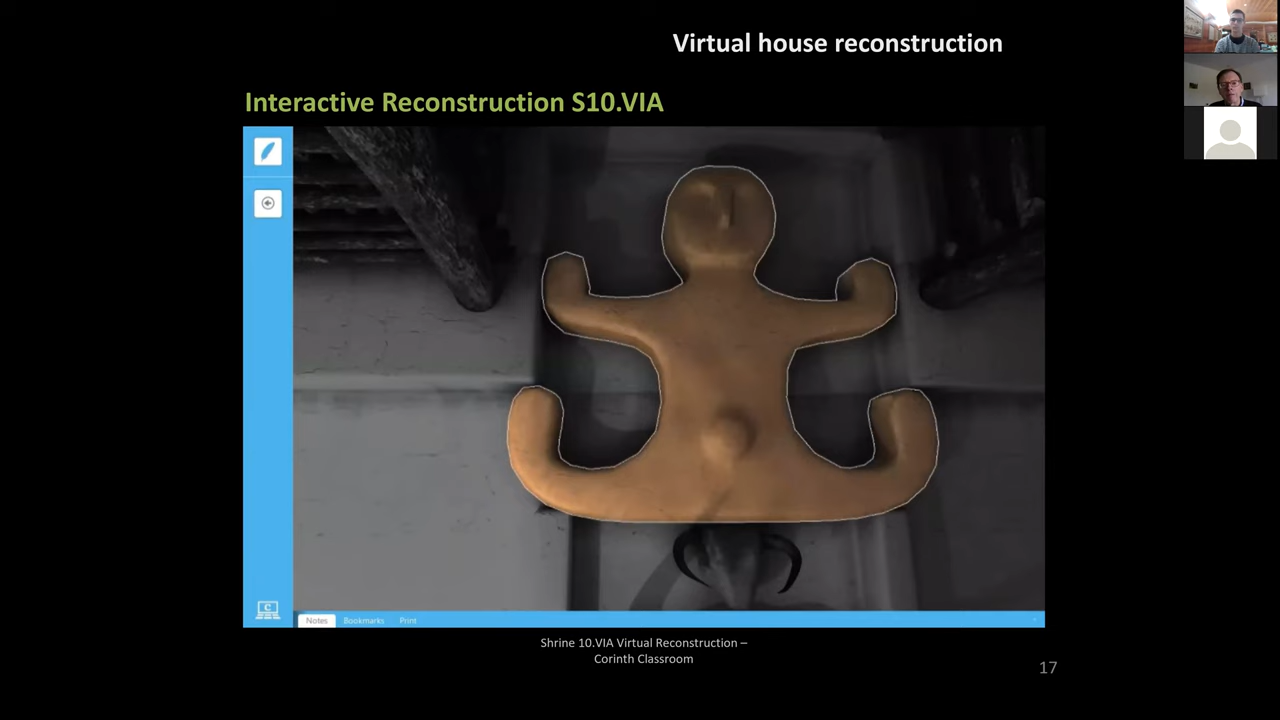 Virtual house reconstruction
Interactive Reconstruction S10.VIA
C
Notes Bookmarks Print
Shrine 10.VIA Virtual Reconstruction –
Corinth Classroom
17